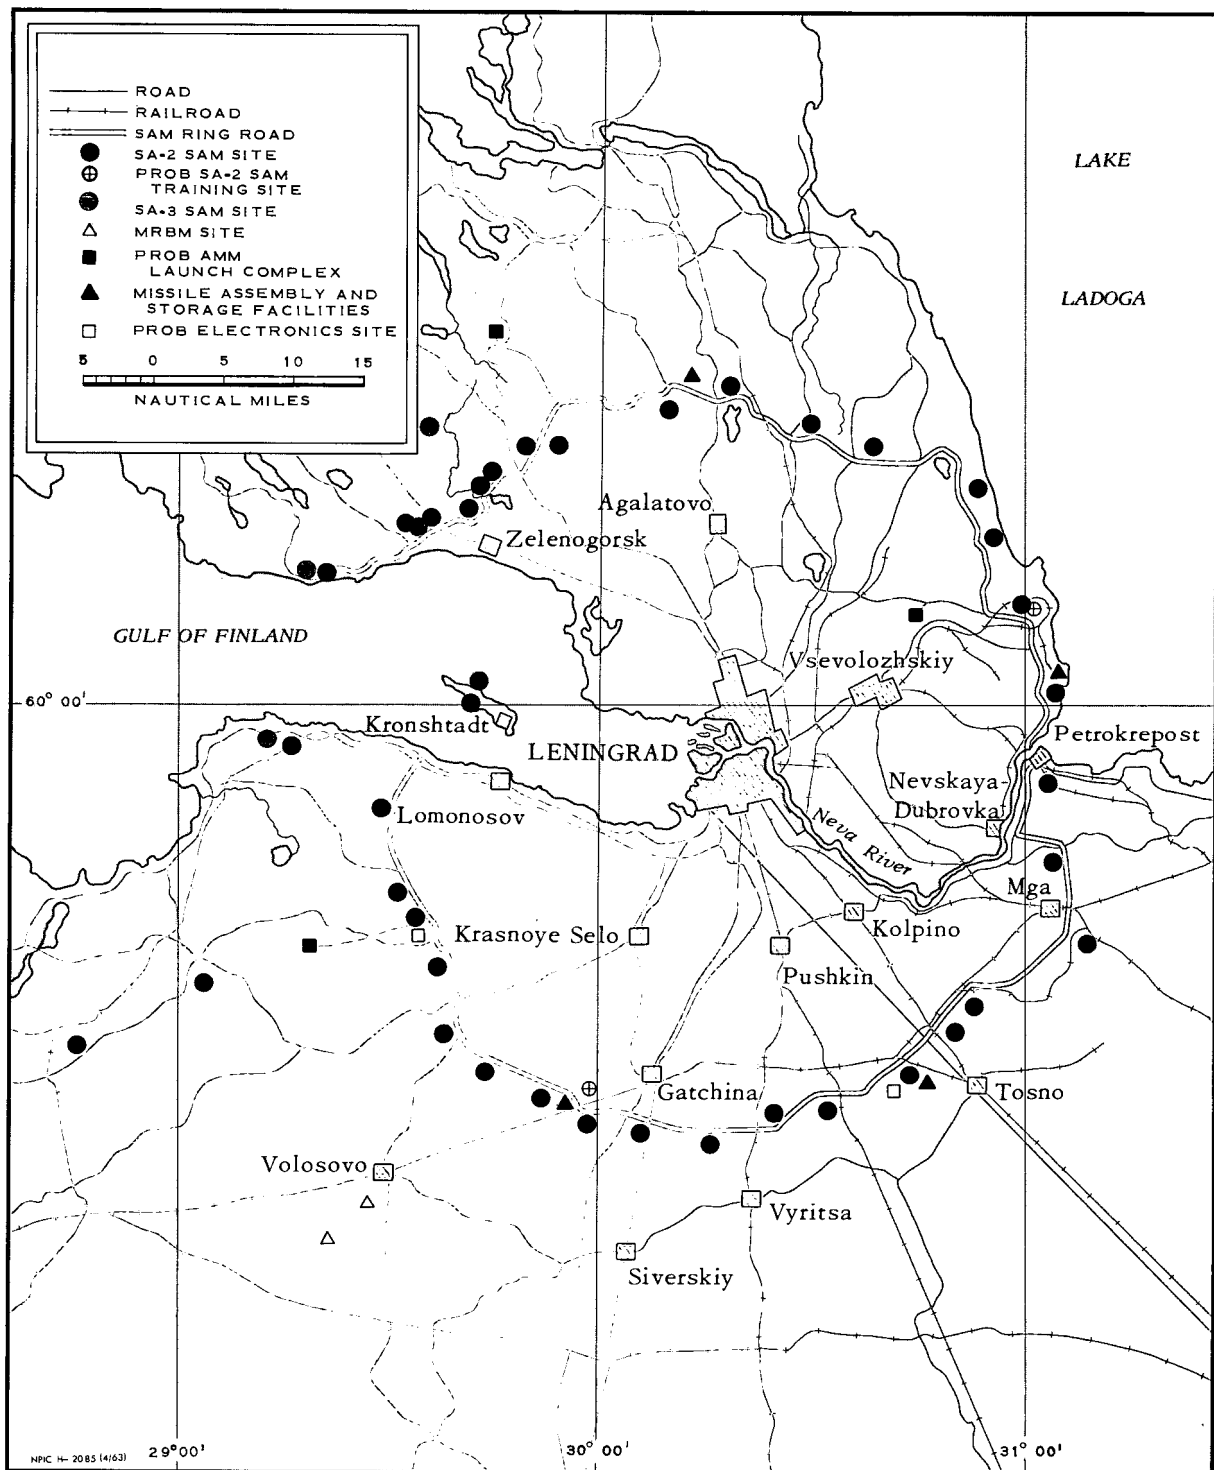 ROAD
RAILROAD
SAM RING ROAD
SA-2 SAM SITE
PROB SA-2 SAM
TRAINING SITE
SA-3 SAM SITE
MRBM SITE
PROB AMM
LAUNCH COMPLEX
MISSILE ASSEMBLY AND
STORAGE FACILITIES
PROB ELECTRONICS SITE
5 0 5 10 15
NAUTICAL MILES
LAKE
LADOGA
Agalatovo
Zelenogorsk
GULF OF FINLAND
Vsevolozhskiy
60° 00'
Kronshtadt
LENINGRAD
Petrokrepost
Nevskaya-
Dubrovka
Lomonosov
Neva River
Mga
Kolpino
Krasnoye Selo
Pushkin
Gatchina
Tosno
Volosovo
Vyritsa
Siverskiy
29° 00'
30° 00'
31° 00'
NPIC H-2085 (4/63)